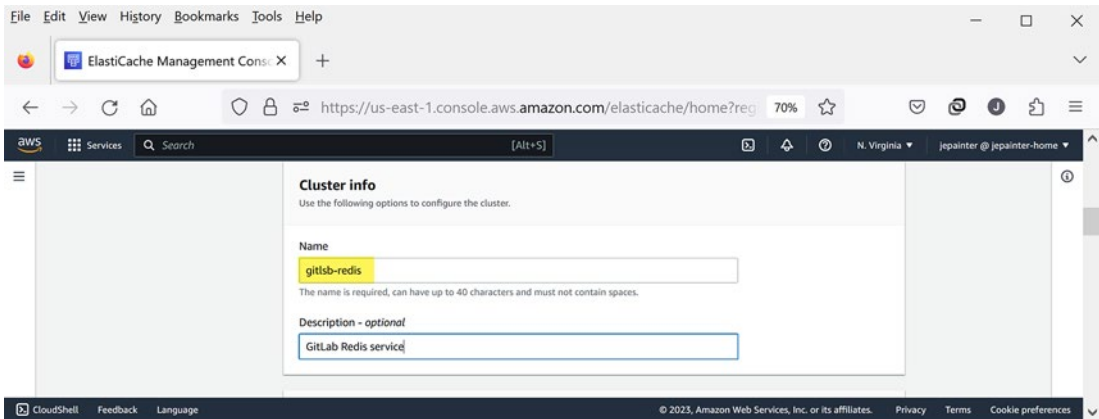 File Edit View History Bookmarks Tools Help
ElastiCache Management Consc
https://us-east-1.console.aws.amazon.com/elasticache/home?reg 70%
J
aws Services Search [Alt+S] N. Virginia jepainter @ jepainter-home
Cluster info
Use the following options to configure the cluster.
Name
gitlsb-redis
The name is required, can have up to 40 characters and must not contain spaces.
Description - optional
GitLab Redis service
CloudShell Feedback Language © 2023, Amazon Web Services, Inc. or its affiliates. Privacy Terms Cookie preferences